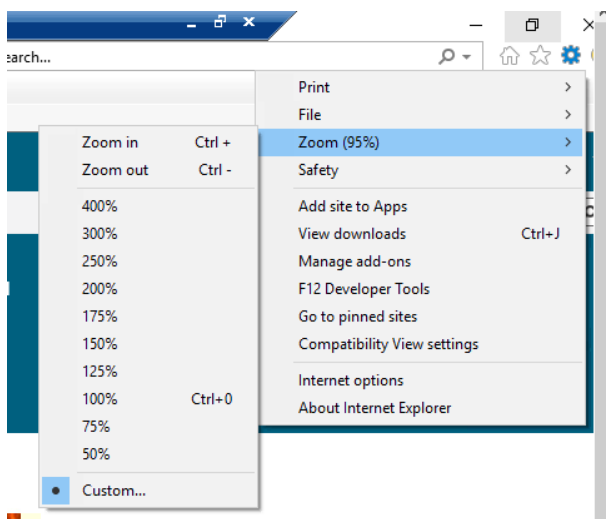 earch...
Print
File
Zoom (95%)
Safety
Add site to Apps
View downloads Ctrl+J
Manage add-ons
F12 Developer Tools
Go to pinned sites
Compatibility View settings
Internet options
About Internet Explorer
Zoom in Ctrl +
Zoom out Ctrl -
400%
300%
250%
200%
175%
150%
125%
100% Ctrl+0
75%
50%
Custom...